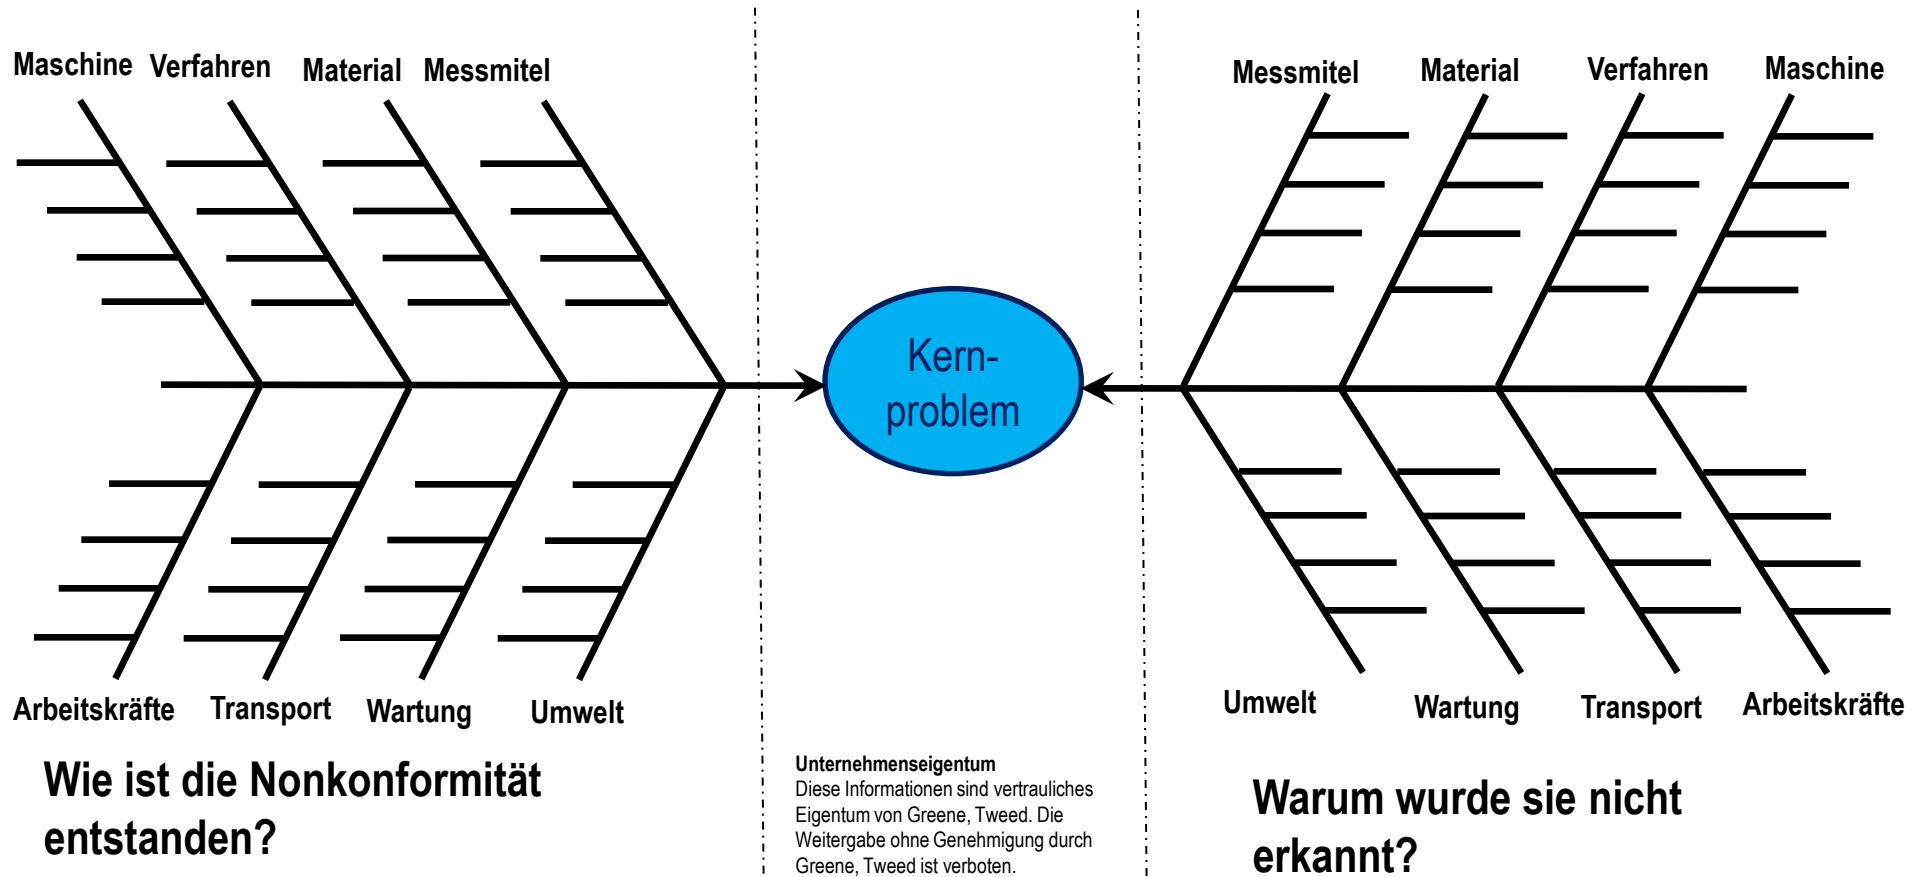 Maschine
Verfahren
Material
Messmitel
Messmitel
Material
Verfahren
Maschine
Kern-
problem
Arbeitskräfte
Transport
Wartung
Umwelt
Umwelt
Wartung
Transport
Arbeitskräfte
Wie ist die Nonkonformität
entstanden?
Unternehmenseigentum
Diese Informationen sind vertrauliches
Eigentum von Greene, Tweed. Die
Weitergabe ohne Genehmigung durch
Greene, Tweed ist verboten.
Warum wurde sie nicht
erkannt?